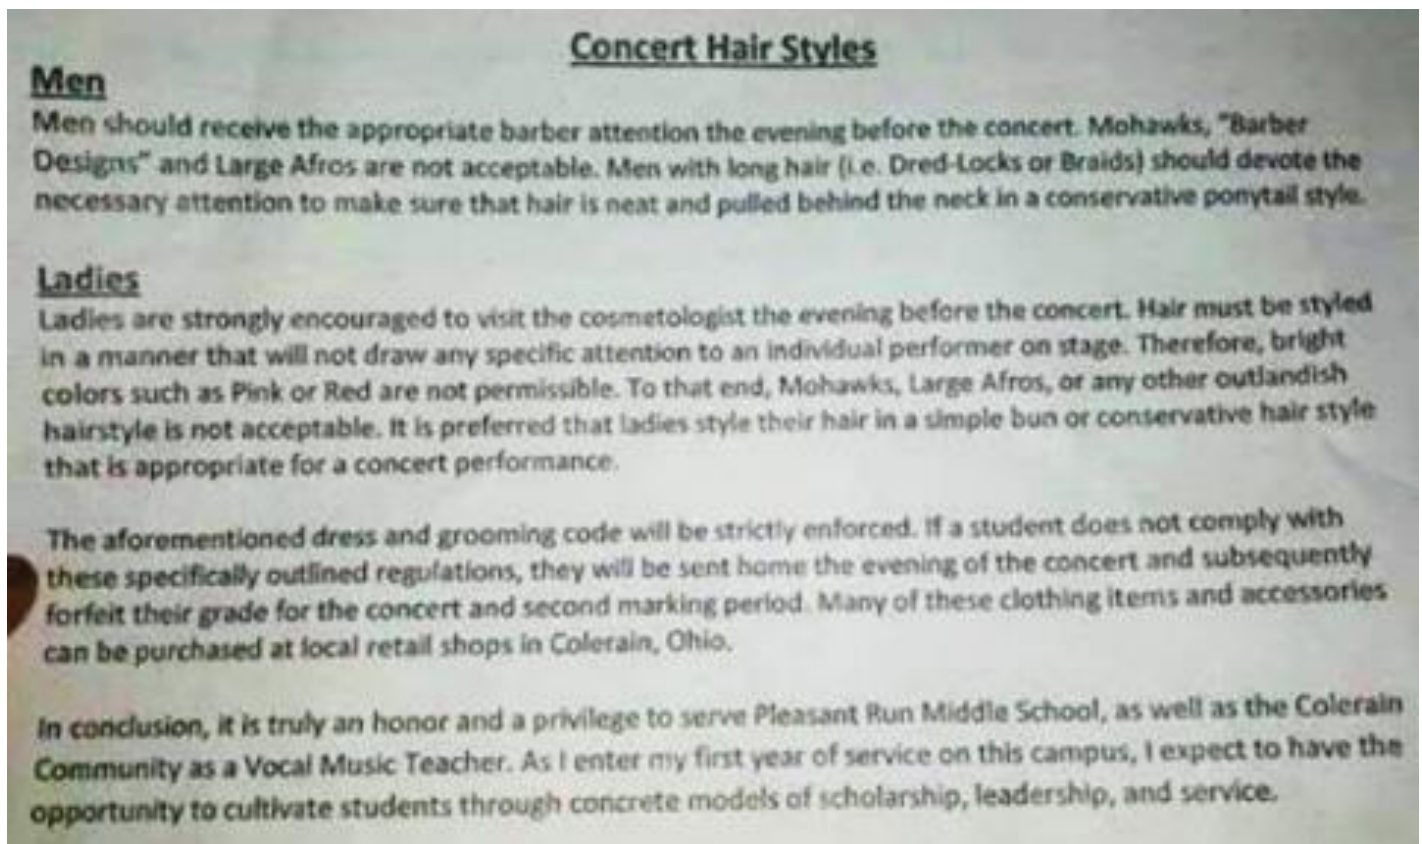 Concert Hair Styles
Men
Men should receive the appropriate barber attention the evening before the concert. Mohawks, "Barber
Designs" and Large Afros are not acceptable. Men with long hair (i.e. Dred-Locks or Braids) should devote the
necessary attention to make sure that hair is neat and pulled behind the neck in a conservative ponytail style.
Ladies
Ladies are strongly encouraged to visit the cosmetologist the evening before the concert. Hair must be styled
in a manner that will not draw any specific attention to an individual performer on stage. Therefore, bright
colors such as Pink or Red are not permissible. To that end, Mohawks, Large Afros, or any other outlandish
hairstyle is not acceptable. It is preferred that ladies style their hair in a simple bun or conservative hair style
that is appropriate for a concert performance.
The aforementioned dress and grooming code will be strictly enforced. If a student does not comply with
these specifically outlined regulations, they will be sent home the evening of the concert and subsequently
forfeit their grade for the concert and second marking period. Many of these clothing items and accessories
can be purchased at local retail shops in Colerain, Ohio.
In conclusion, it is truly an honor and a privilege to serve Pleasant Run Middle School, as well as the Colerain
Community as a Vocal Music Teacher. As I enter my first year of service on this campus, I expect to have the
opportunity to cultivate students through concrete models of scholarship, leadership, and service.